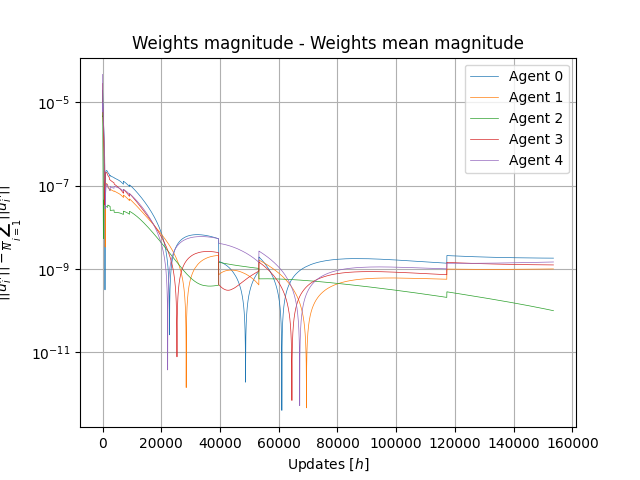 Weights magnitude - Weights mean magnitude
Agent 0
Agent 1
Agent 2
Agent 3
Agent 4
10⁻⁵
10⁻⁷
10⁻⁹
10⁻¹¹
0 20000 40000 60000 80000 100000 120000 140000 160000
Updates [h]